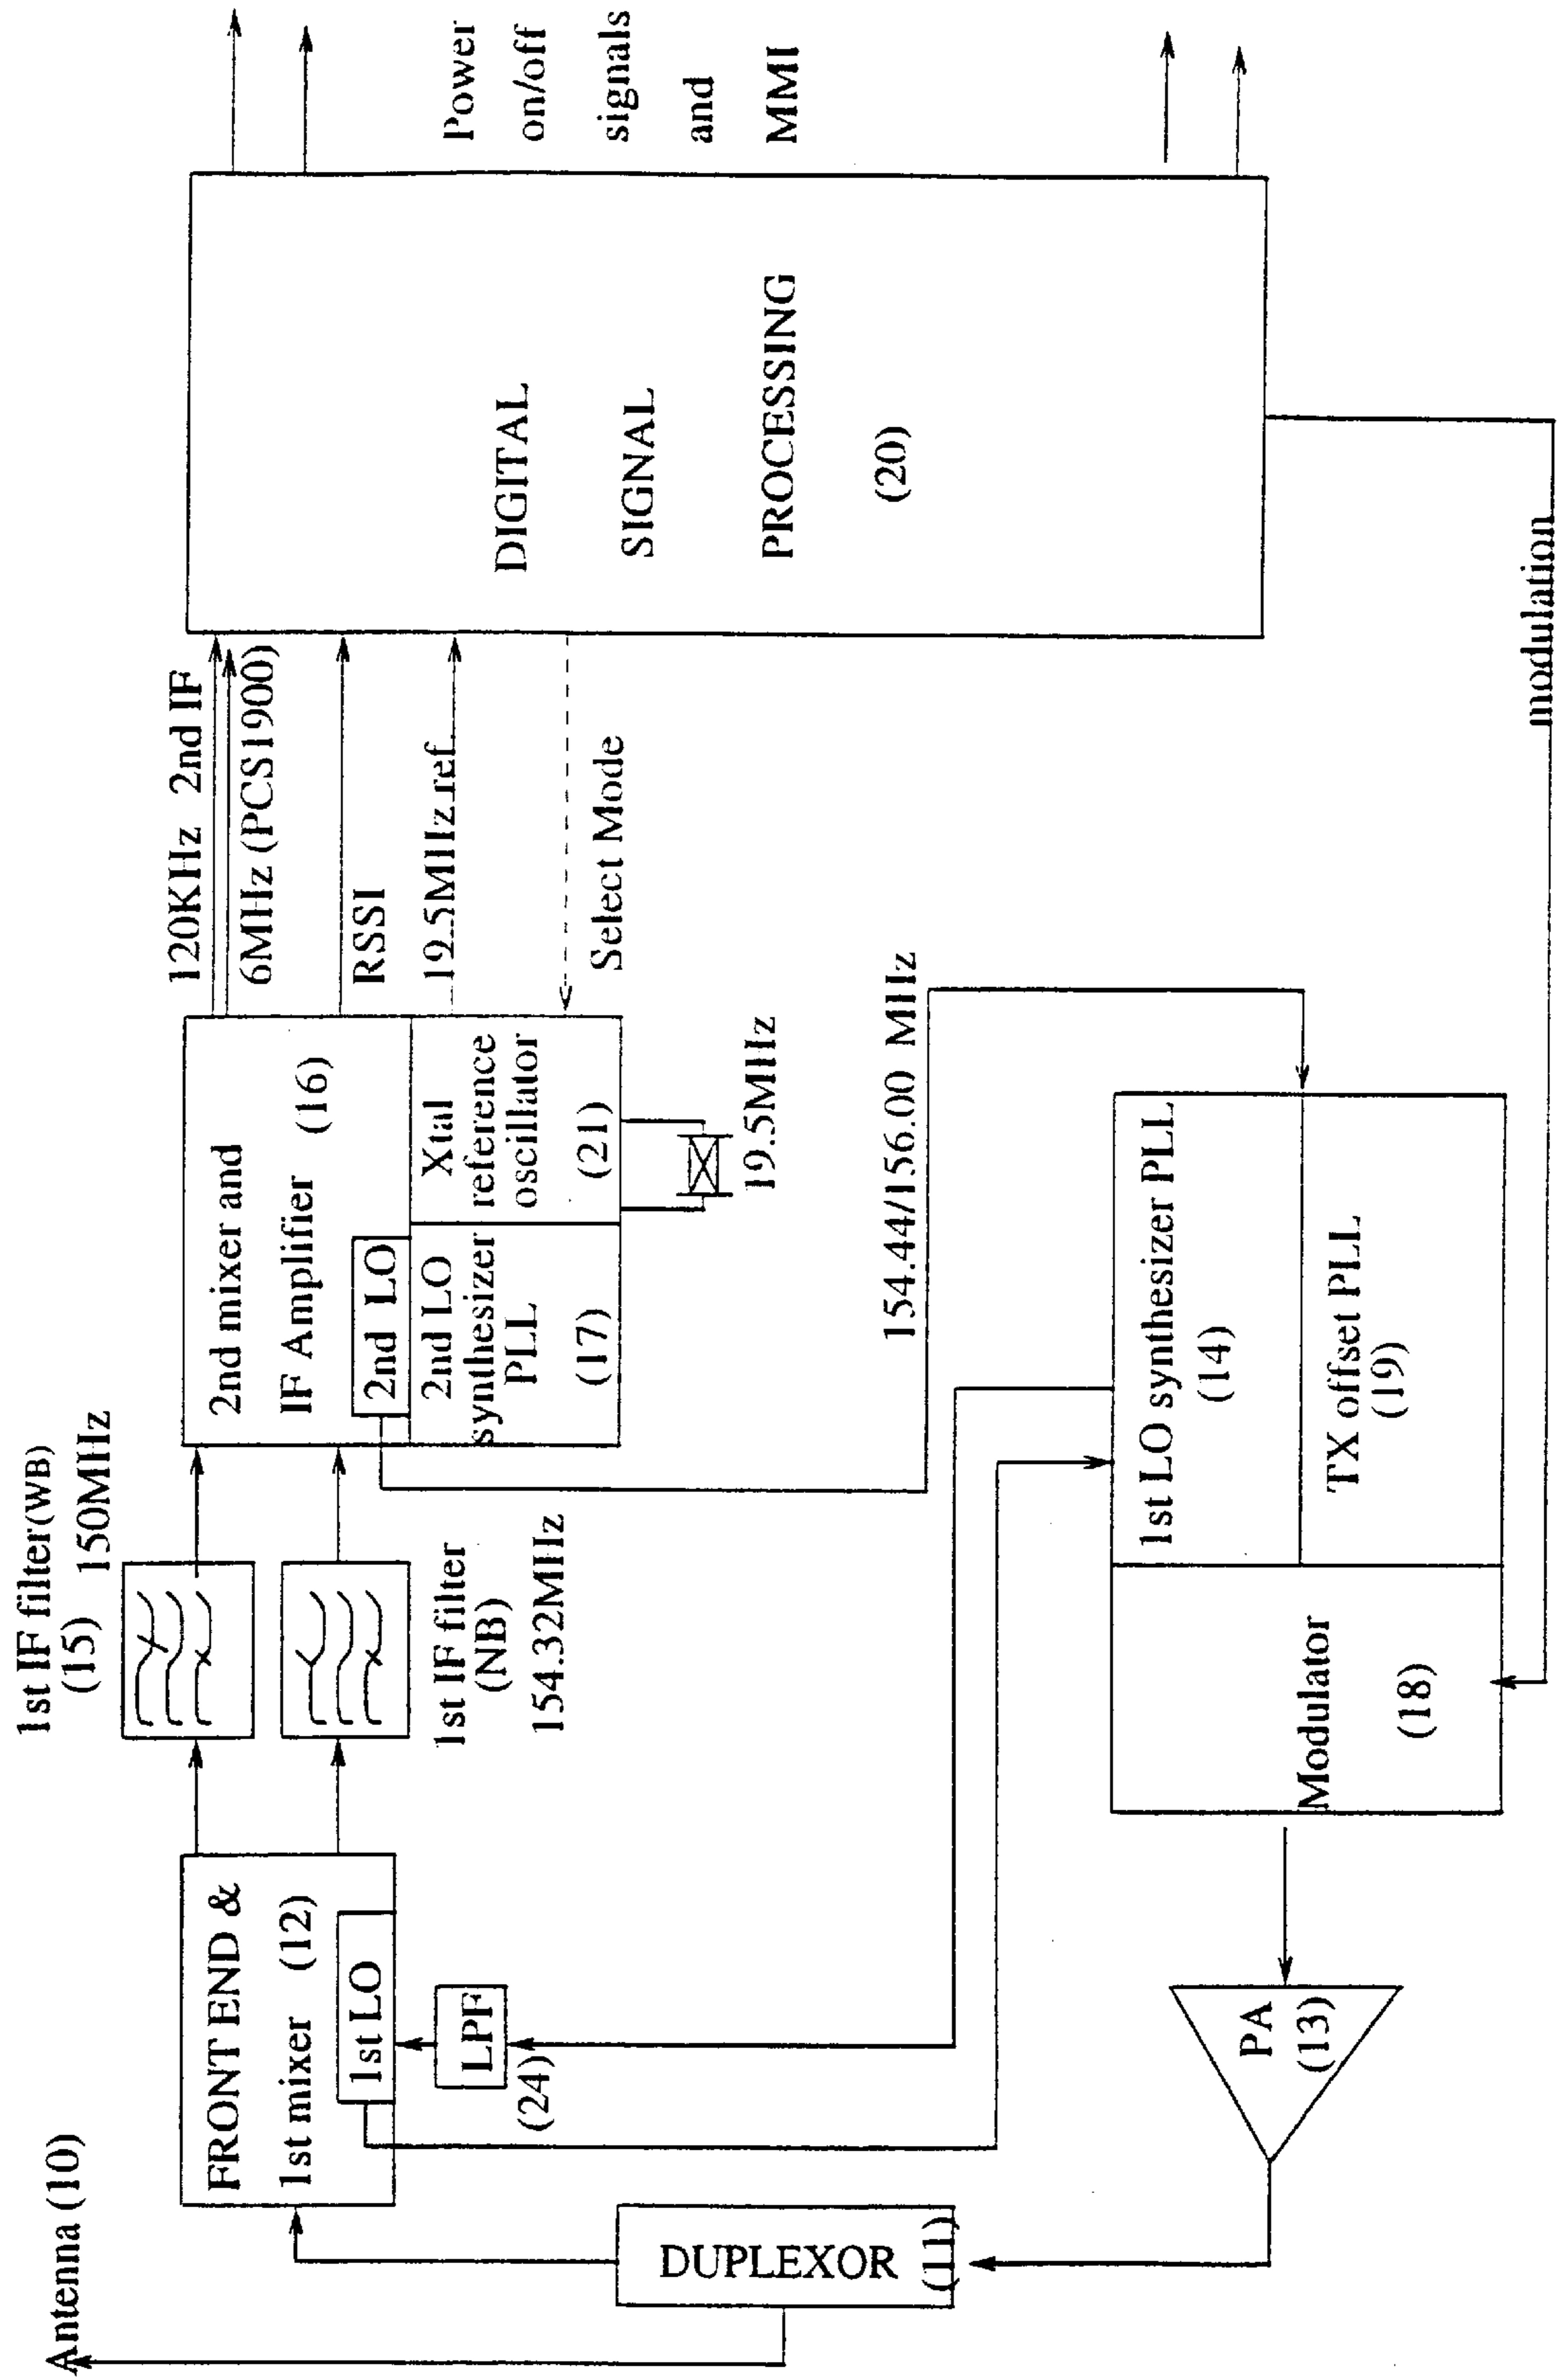 Antenna (10)
FRONT END &
1st mixer (12)
1st LO
LPF
(24)
DUPLEXOR
(11)
1st IF filter(WB)
(15) 150MHz
1st IF filter
(NB)
154.32MHz
2nd mixer and
IF Amplifier (16)
2nd LO
2nd LO
synthesizer
PLL
(17)
Xtal
reference
oscillator
(21)
19.5MHz
120KHz 2nd IF
6MHz (PCS1900)
RSSI
19.5MHz ref
Select Mode
154.44/156.00 MHz
DIGITAL
SIGNAL
PROCESSING
(20)
Power
on/off
signals
and
MMI
PA
(13)
Modulator
(18)
1st LO synthesizer PLL
(14)
TX offset PLL
(19)
modulation